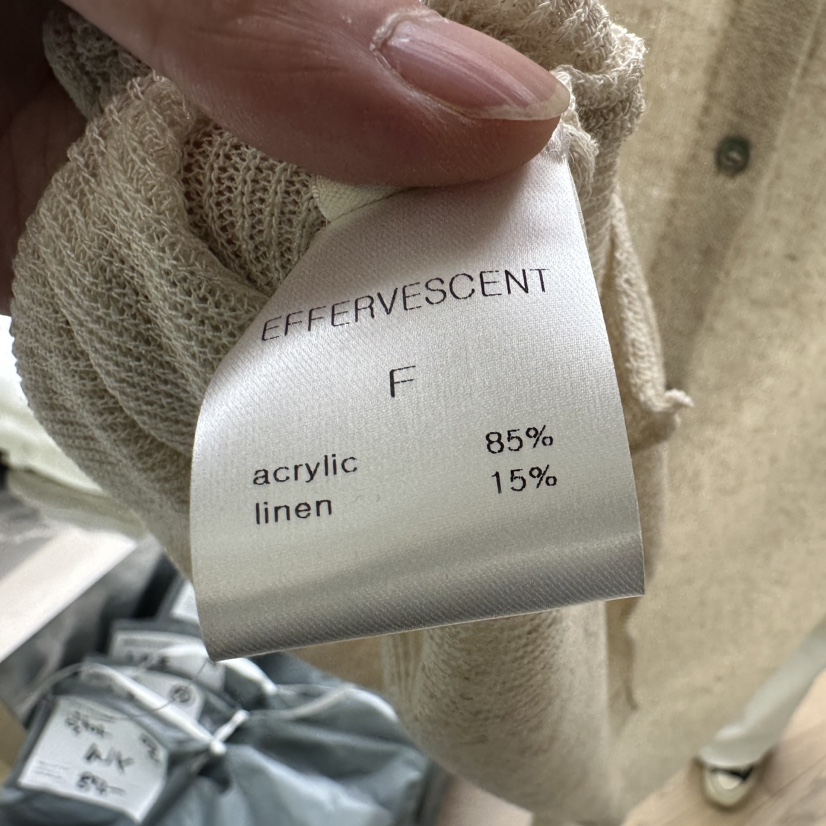 EFFERVESCENT
F
acrylic 85%
linen 15%